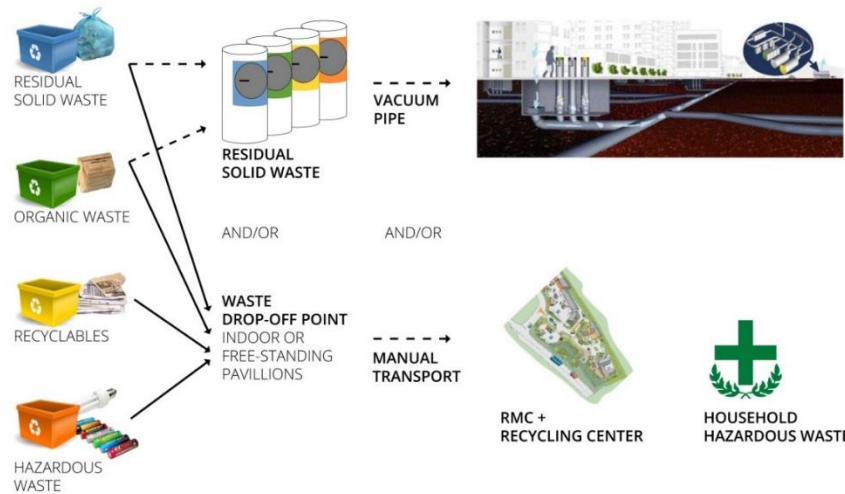 RESIDUAL
SOLID WASTE
ORGANIC WASTE
RECYCLABLES
HAZARDOUS
WASTE
RESIDUAL
SOLID WASTE
AND/OR
WASTE
DROP-OFF POINT
INDOOR OR
FREE-STANDING
PAVILLIONS
VACUUM
PIPE
AND/OR
MANUAL
TRANSPORT
RMC +
RECYCLING CENTER
HOUSEHOLD
HAZARDOUS WASTE